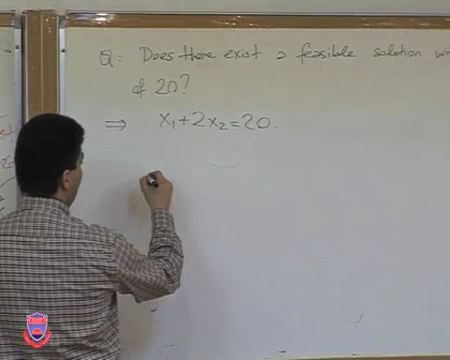 Q: Does there exist a feasible solution
of 20?
⇒ x₁+2x₂=20.